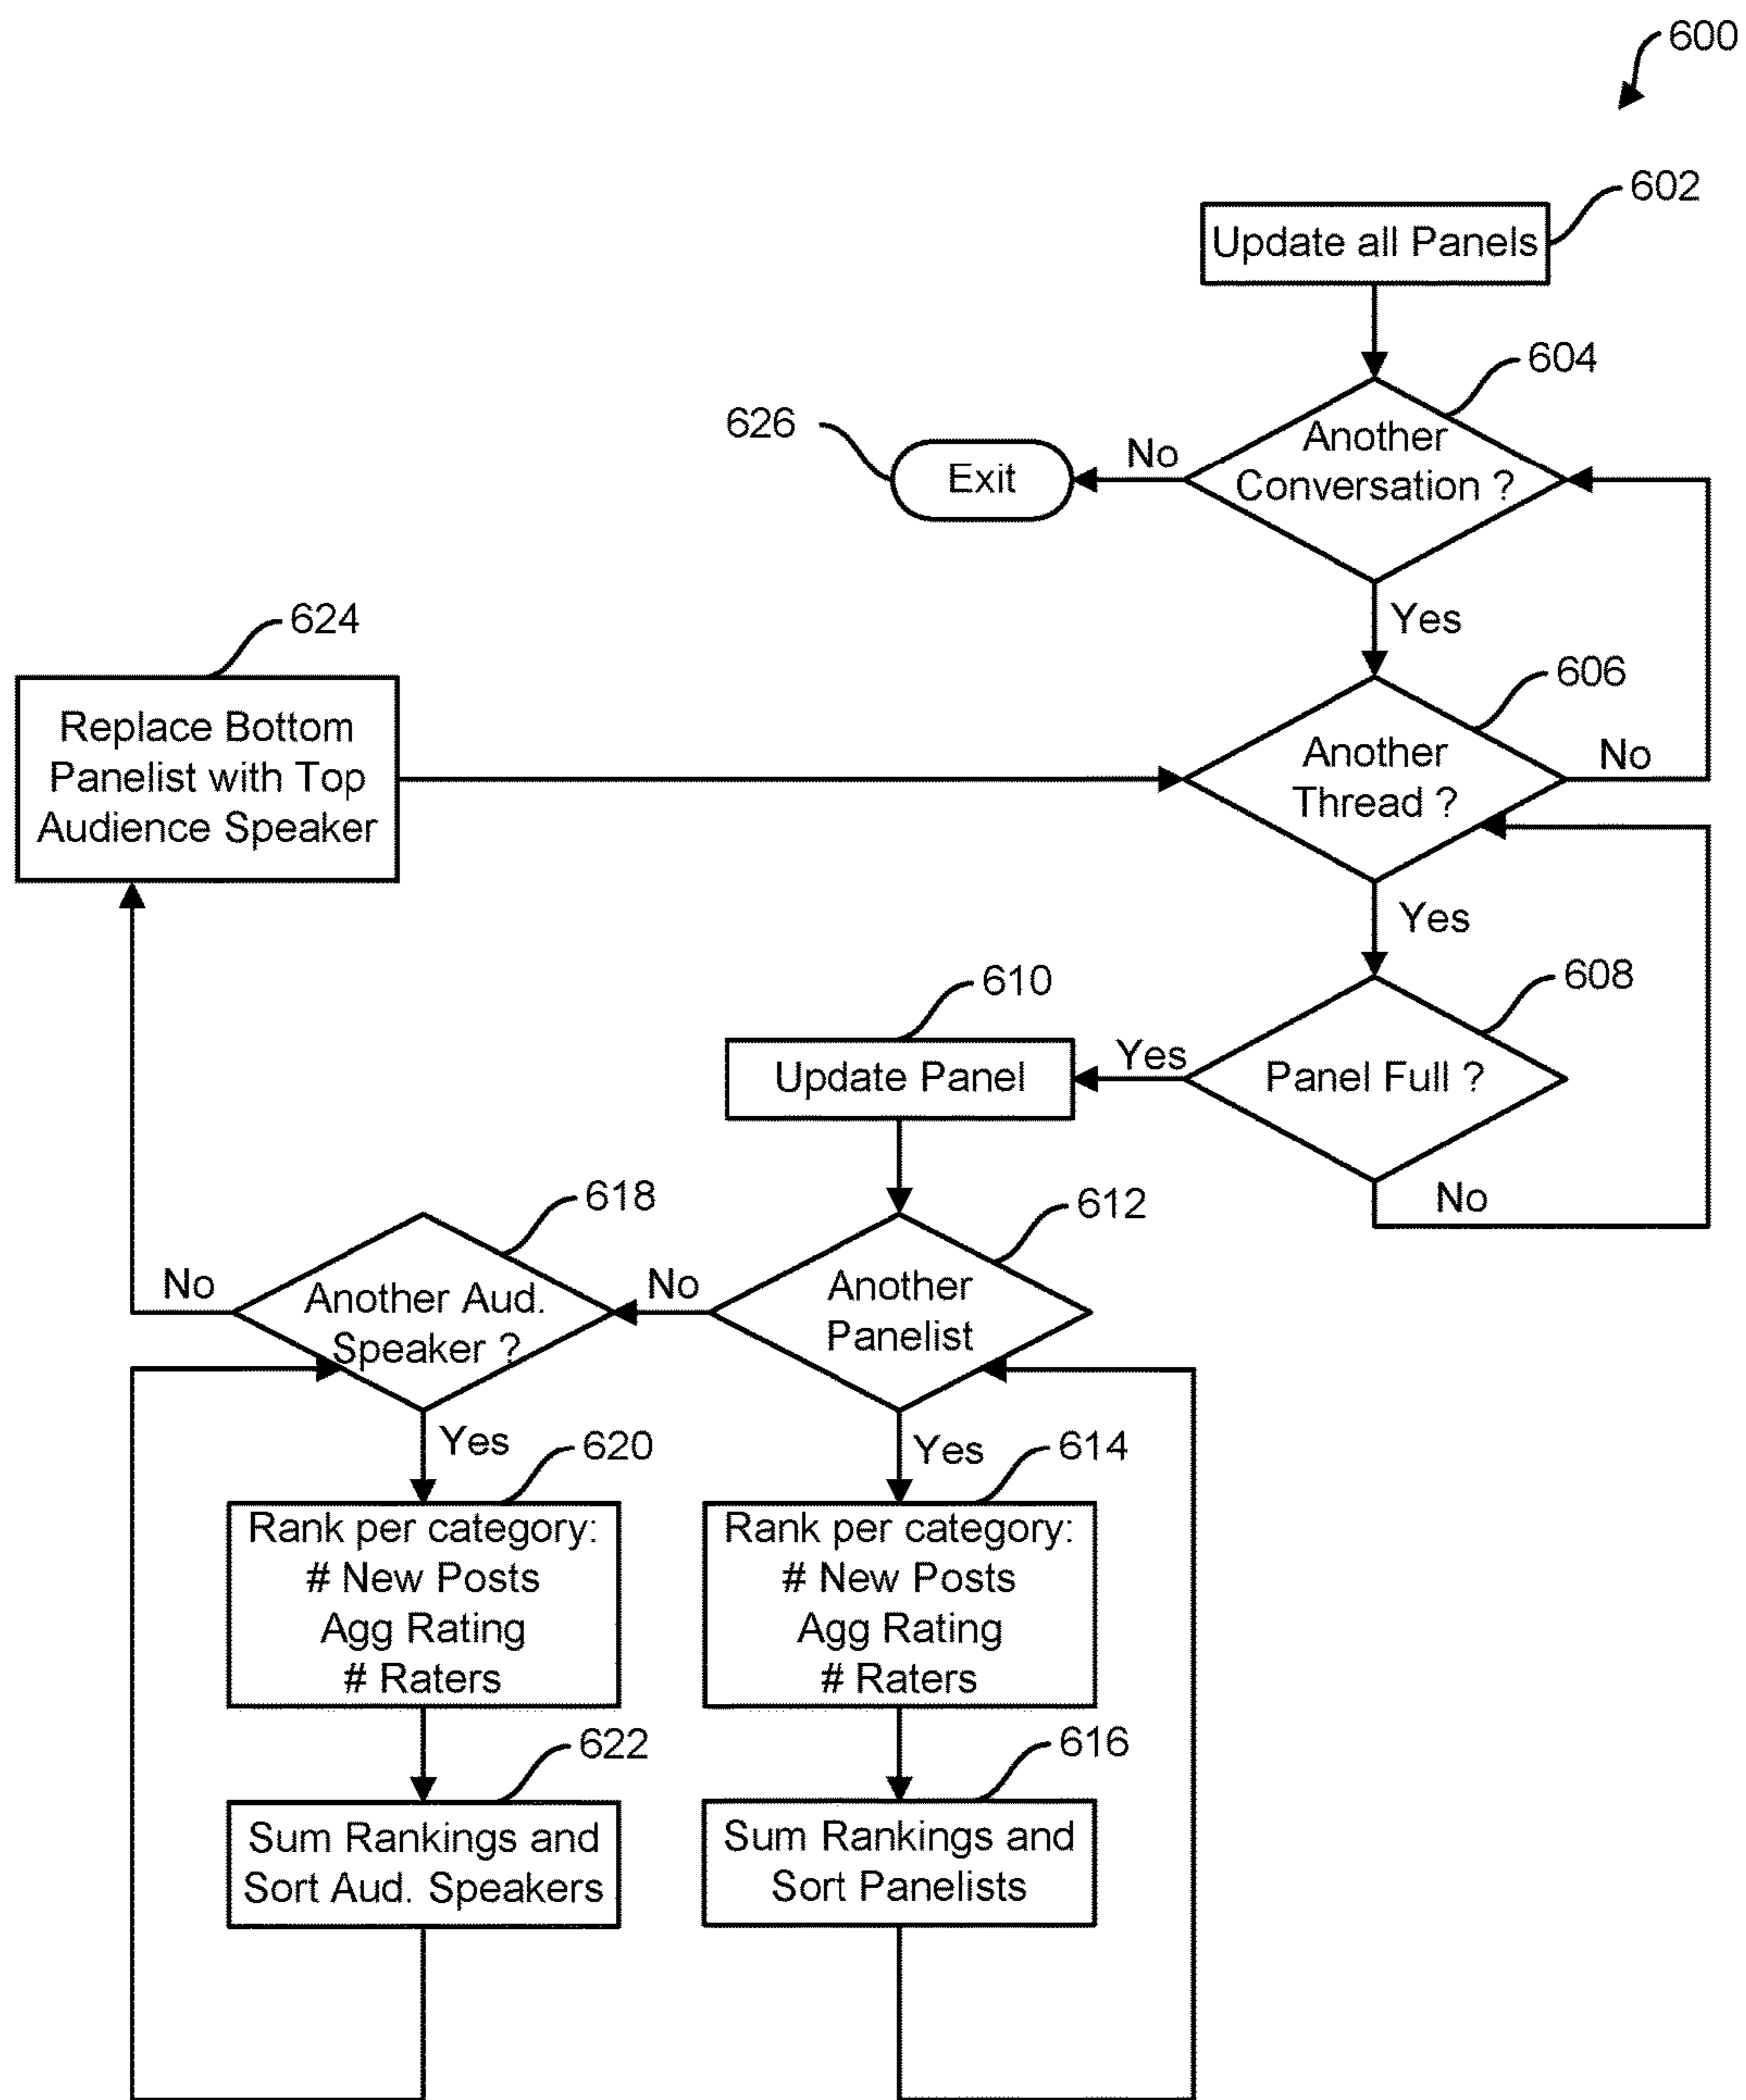 600
602
Update all Panels
604
Another
Conversation ?
626
Exit
No
Yes
624
Replace Bottom
Panelist with Top
Audience Speaker
606
Another
Thread ?
No
Yes
608
Panel Full ?
Yes
No
610
Update Panel
612
Another
Panelist
No
Yes
618
Another Aud.
Speaker ?
No
Yes
620
Rank per category:
# New Posts
Agg Rating
# Raters
614
Rank per category:
# New Posts
Agg Rating
# Raters
622
Sum Rankings and
Sort Aud. Speakers
616
Sum Rankings and
Sort Panelists